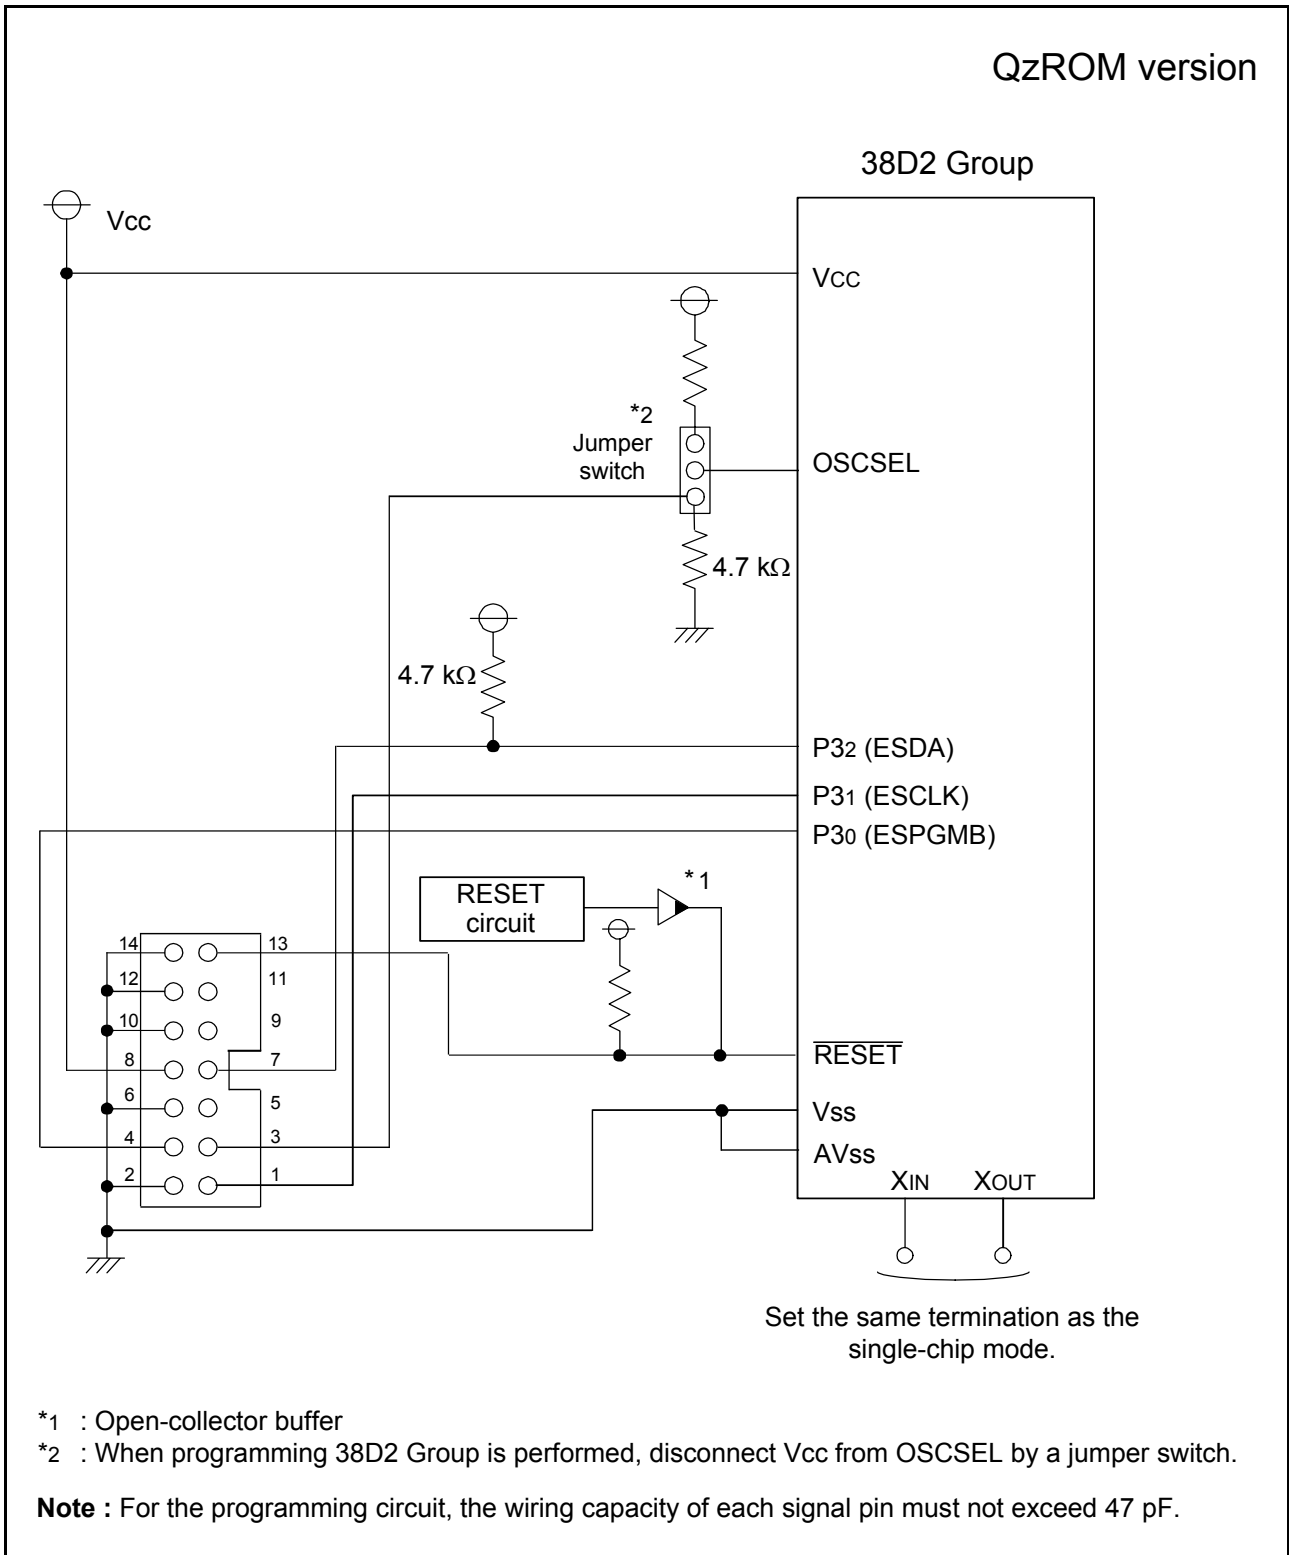 QzROM version
38D2 Group
Vcc
VCC
*2
Jumper
switch
OSCSEL
4.7 kΩ
4.7 kΩ
P32 (ESDA)
P31 (ESCLK)
P30 (ESPGMB)
*1
RESET
circuit
14 13
12 11
10 9
8 7
6 5
4 3
2 1
RESET
Vss
AVss
XIN XOUT
Set the same termination as the
single-chip mode.
*1 : Open-collector buffer
*2 : When programming 38D2 Group is performed, disconnect Vcc from OSCSEL by a jumper switch.
Note : For the programming circuit, the wiring capacity of each signal pin must not exceed 47 pF.